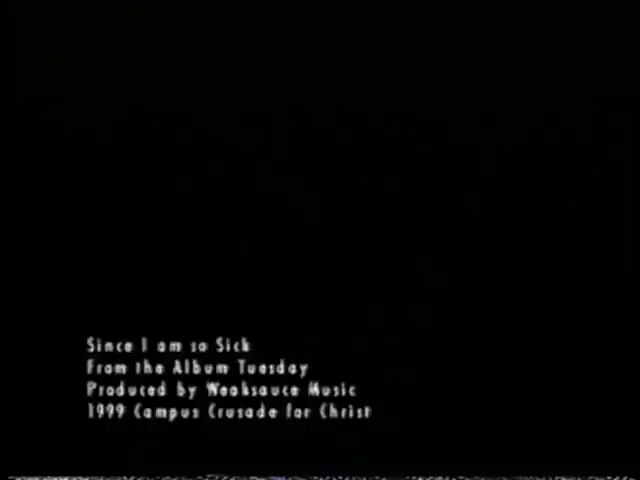 Since I am so Sick
From the Album Tuesday
Produced by Weaksauce Music
1999 Campus Crusade for Christ